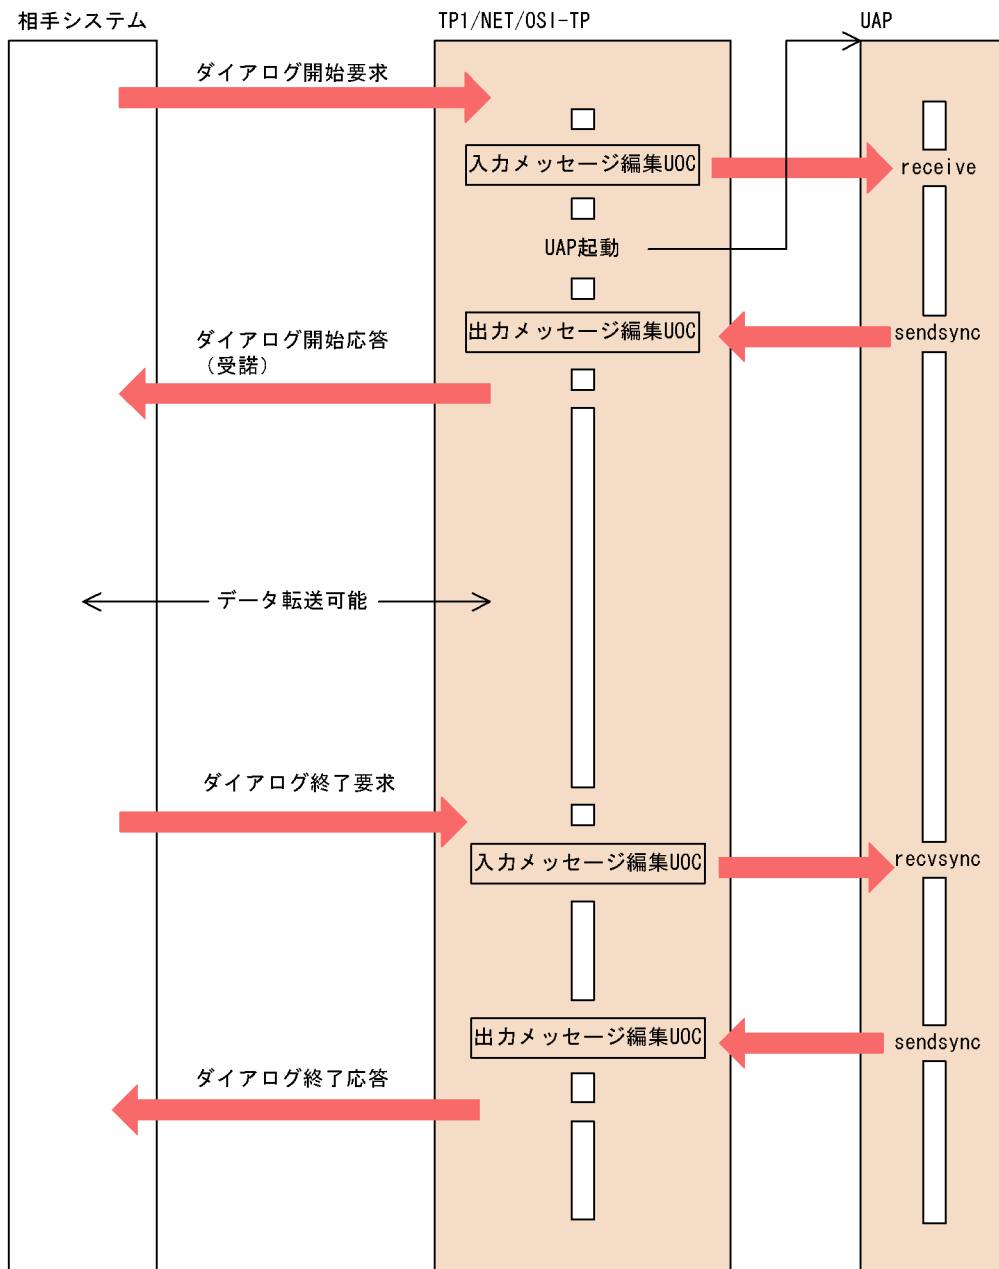 相手システム
TP1/NET/OSI-TP
UAP
ダイアログ開始要求
入力メッセージ編集UOC
receive
UAP起動
出力メッセージ編集UOC
sendsync
ダイアログ開始応答
（受諾）
データ転送可能
ダイアログ終了要求
入力メッセージ編集UOC
recvsync
出力メッセージ編集UOC
sendsync
ダイアログ終了応答